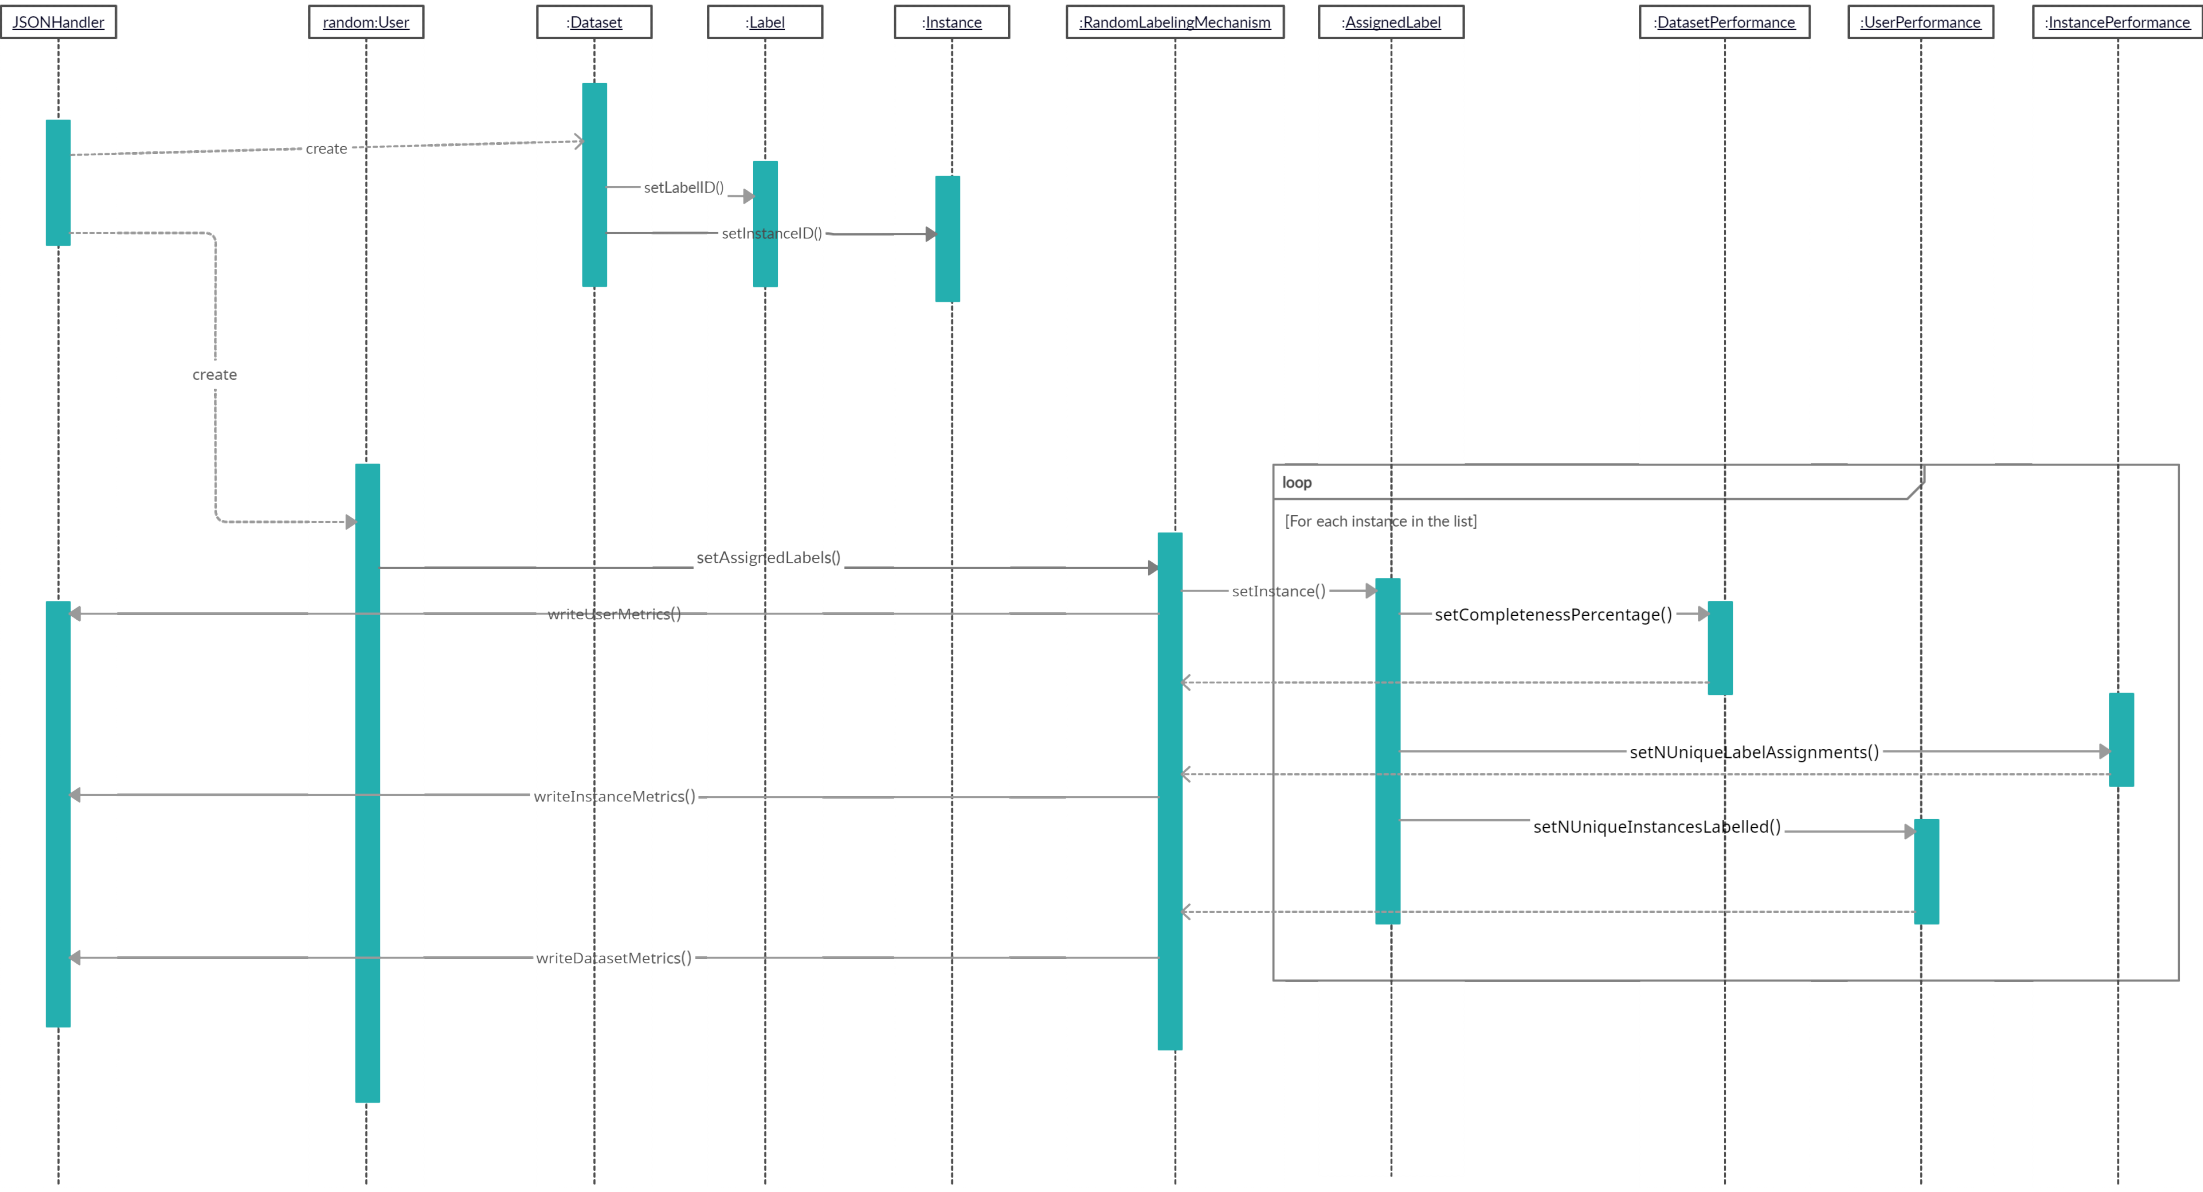 JSONHandler
random:User
:Dataset
:Label
:Instance
:RandomLabelingMechanism
:AssignedLabel
:DatasetPerformance
:UserPerformance
:InstancePerformance
create
setLabelID()
setInstanceID()
create
loop
[For each instance in the list]
setAssignedLabels()
setInstance()
writeUserMetrics()
setCompletenessPercentage()
setNUniqueLabelAssignments()
writeInstanceMetrics()
setNUniqueInstancesLabelled()
writeDatasetMetrics()